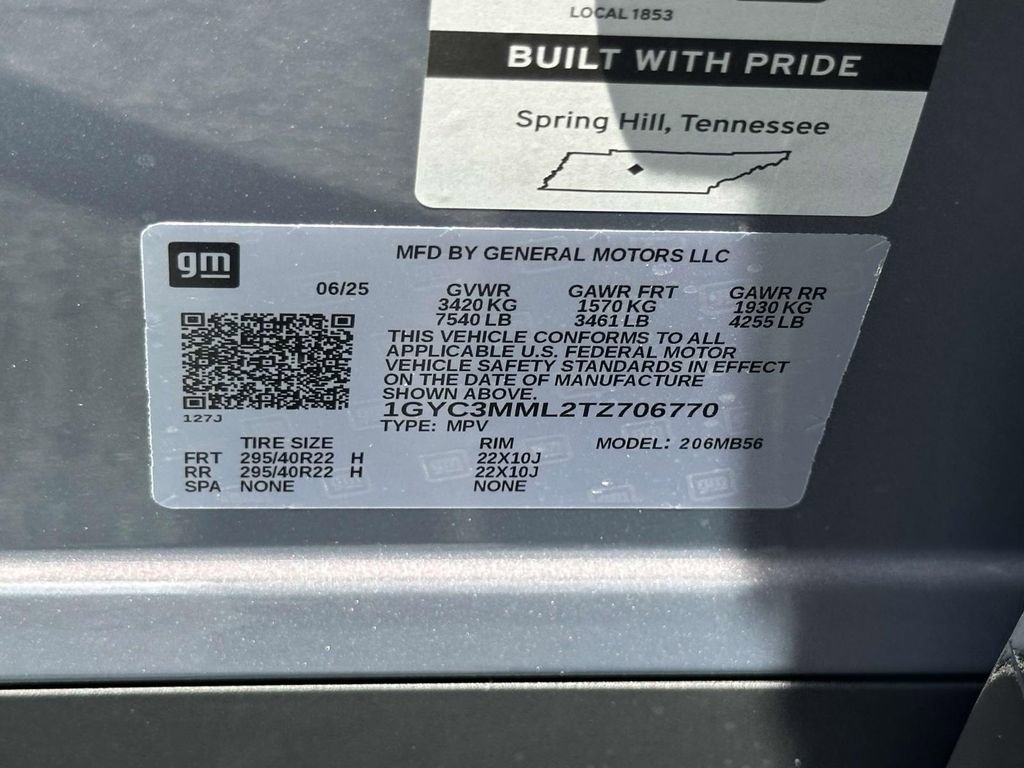 LOCAL 1853
BUILT WITH PRIDE
Spring Hill, Tennessee
gm
MFD BY GENERAL MOTORS LLC
06/25 GVWR GAWR FRT GAWR RR
3420 KG 1570 KG 1930 KG
7540 LB 3461 LB 4255 LB
THIS VEHICLE CONFORMS TO ALL
APPLICABLE U.S. FEDERAL MOTOR
VEHICLE SAFETY STANDARDS IN EFFECT
ON THE DATE OF MANUFACTURE
SHOWN ABOVE.
1GYC3MML2TZ706770
127J
TYPE: MPV
TIRE SIZE RIM MODEL: 206MB56
FRT 295/40R22 H 22X10J
RR 295/40R22 H 22X10J
SPA NONE NONE